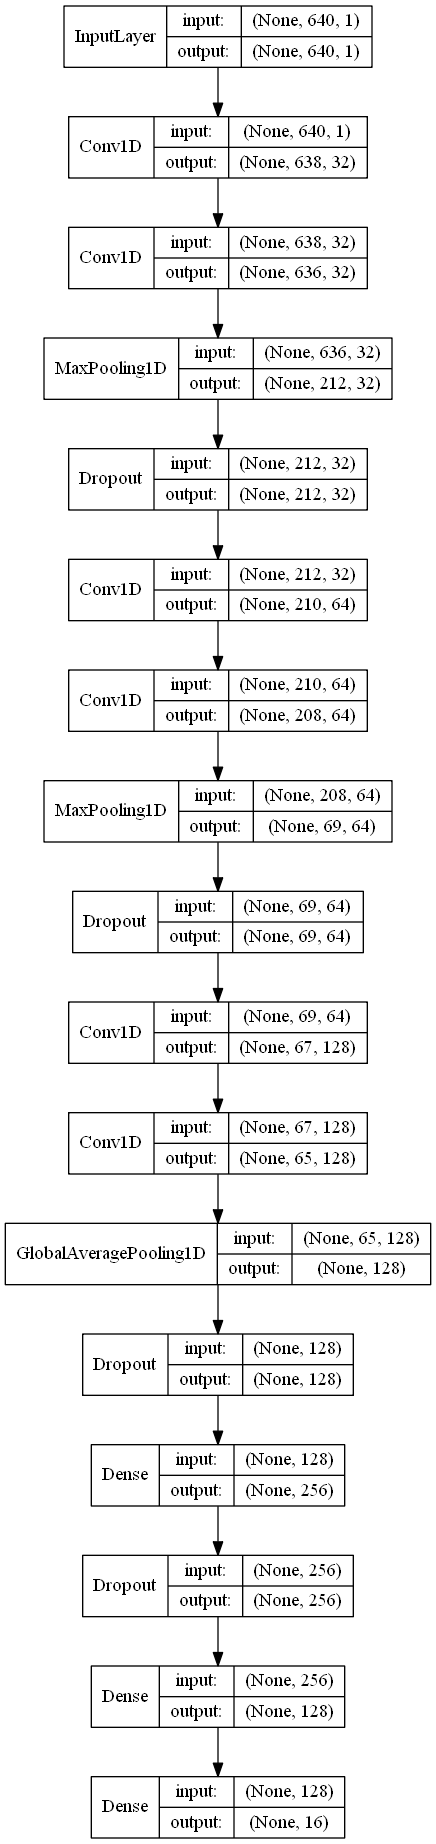 InputLayer
input: (None, 640, 1)
output: (None, 640, 1)
Conv1D
input: (None, 640, 1)
output: (None, 638, 32)
Conv1D
input: (None, 638, 32)
output: (None, 636, 32)
MaxPooling1D
input: (None, 636, 32)
output: (None, 212, 32)
Dropout
input: (None, 212, 32)
output: (None, 212, 32)
Conv1D
input: (None, 212, 32)
output: (None, 210, 64)
Conv1D
input: (None, 210, 64)
output: (None, 208, 64)
MaxPooling1D
input: (None, 208, 64)
output: (None, 69, 64)
Dropout
input: (None, 69, 64)
output: (None, 69, 64)
Conv1D
input: (None, 69, 64)
output: (None, 67, 128)
Conv1D
input: (None, 67, 128)
output: (None, 65, 128)
GlobalAveragePooling1D
input: (None, 65, 128)
output: (None, 128)
Dropout
input: (None, 128)
output: (None, 128)
Dense
input: (None, 128)
output: (None, 256)
Dropout
input: (None, 256)
output: (None, 256)
Dense
input: (None, 256)
output: (None, 128)
Dense
input: (None, 128)
output: (None, 16)